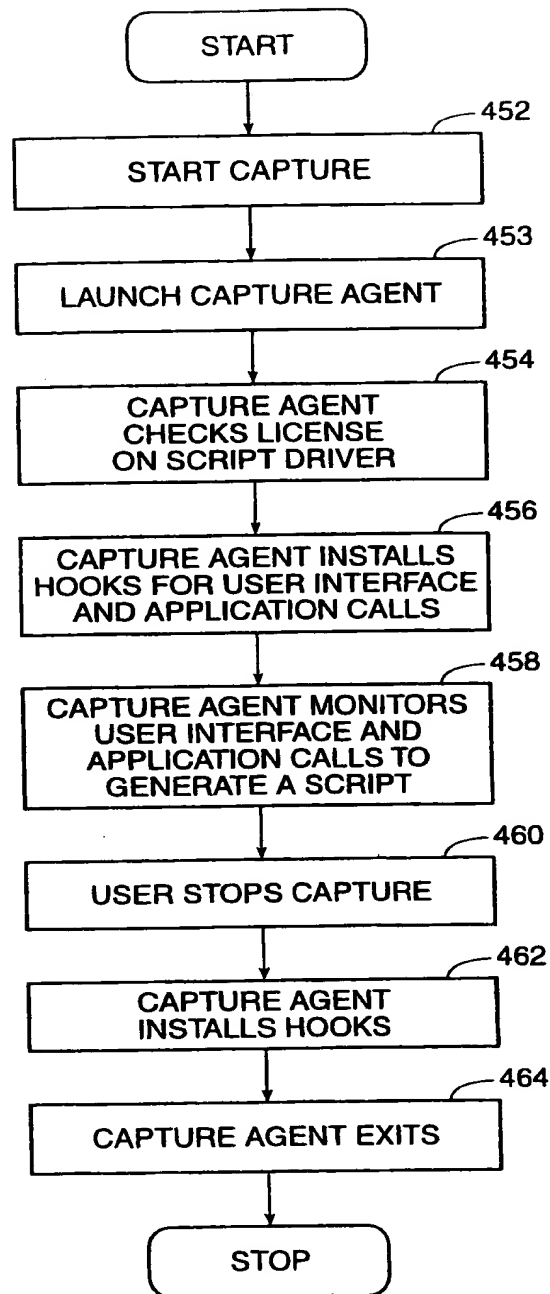 START
452
START CAPTURE
453
LAUNCH CAPTURE AGENT
454
CAPTURE AGENT
CHECKS LICENSE
ON SCRIPT DRIVER
456
CAPTURE AGENT INSTALLS
HOOKS FOR USER INTERFACE
AND APPLICATION CALLS
458
CAPTURE AGENT MONITORS
USER INTERFACE AND
APPLICATION CALLS TO
GENERATE A SCRIPT
460
USER STOPS CAPTURE
462
CAPTURE AGENT
INSTALLS HOOKS
464
CAPTURE AGENT EXITS
STOP